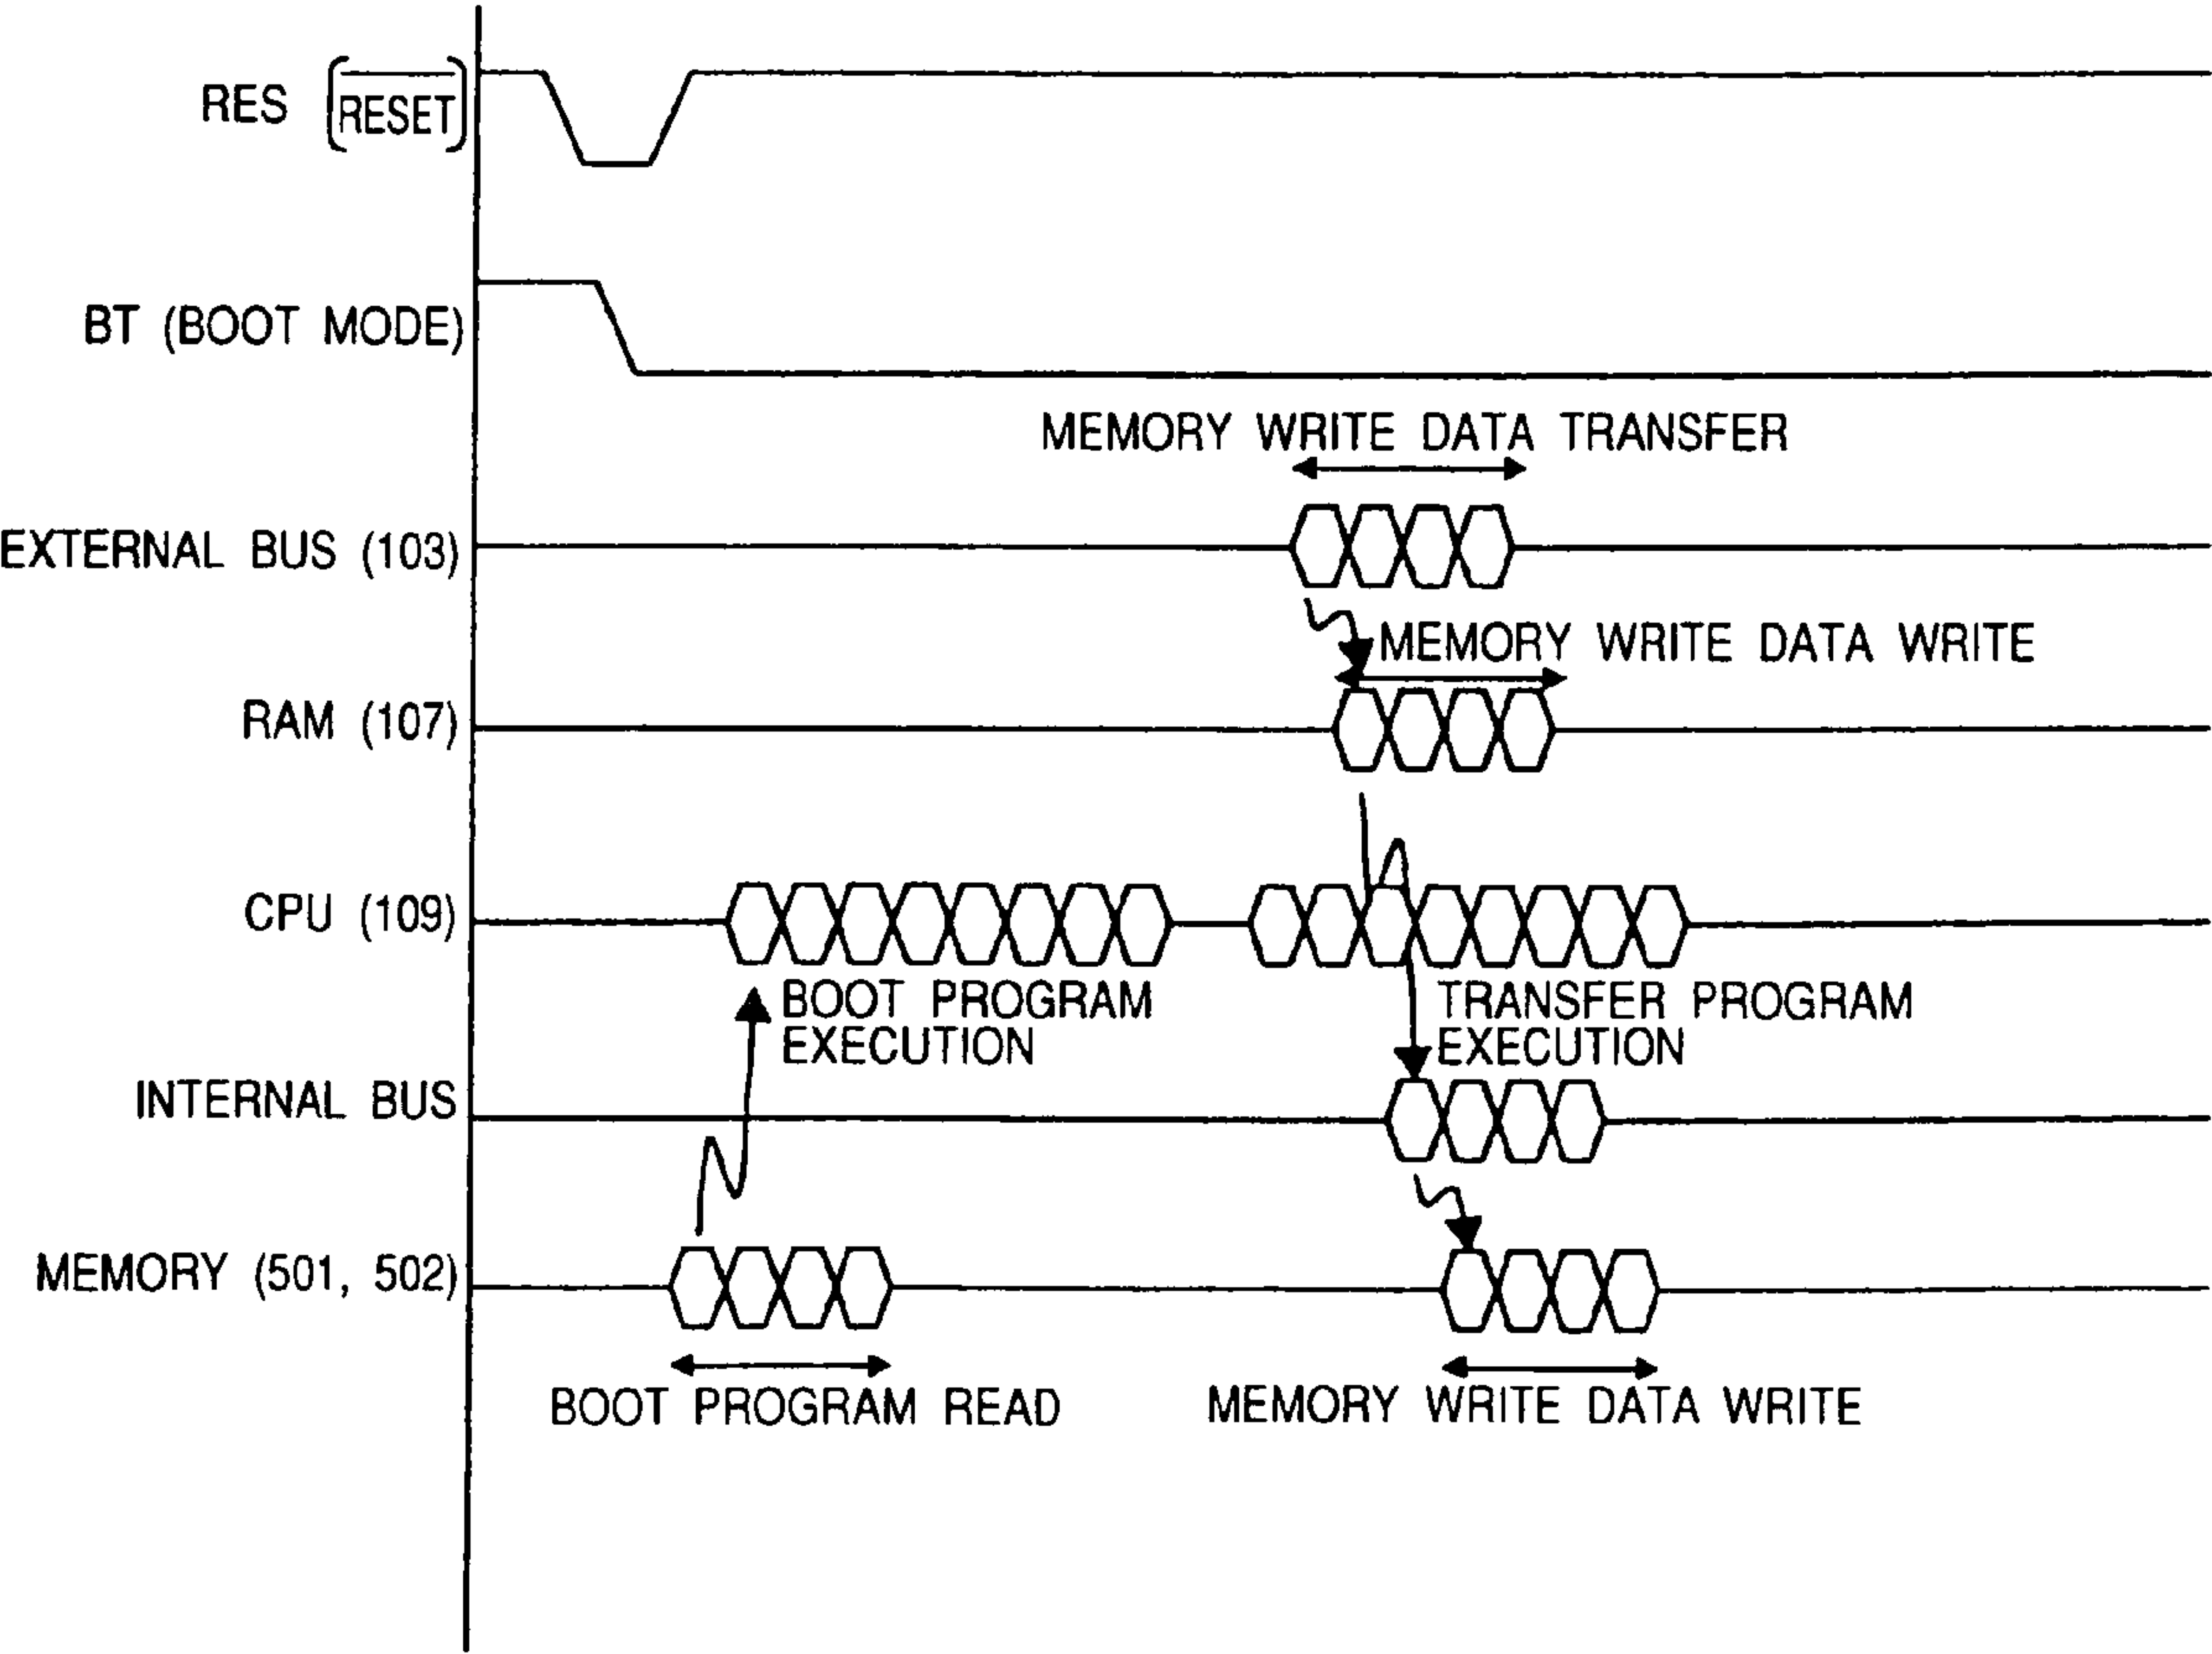 RES (RESET)
BT (BOOT MODE)
MEMORY WRITE DATA TRANSFER
EXTERNAL BUS (103)
MEMORY WRITE DATA WRITE
RAM (107)
CPU (109)
BOOT PROGRAM
EXECUTION
TRANSFER PROGRAM
EXECUTION
INTERNAL BUS
MEMORY (501, 502)
BOOT PROGRAM READ
MEMORY WRITE DATA WRITE